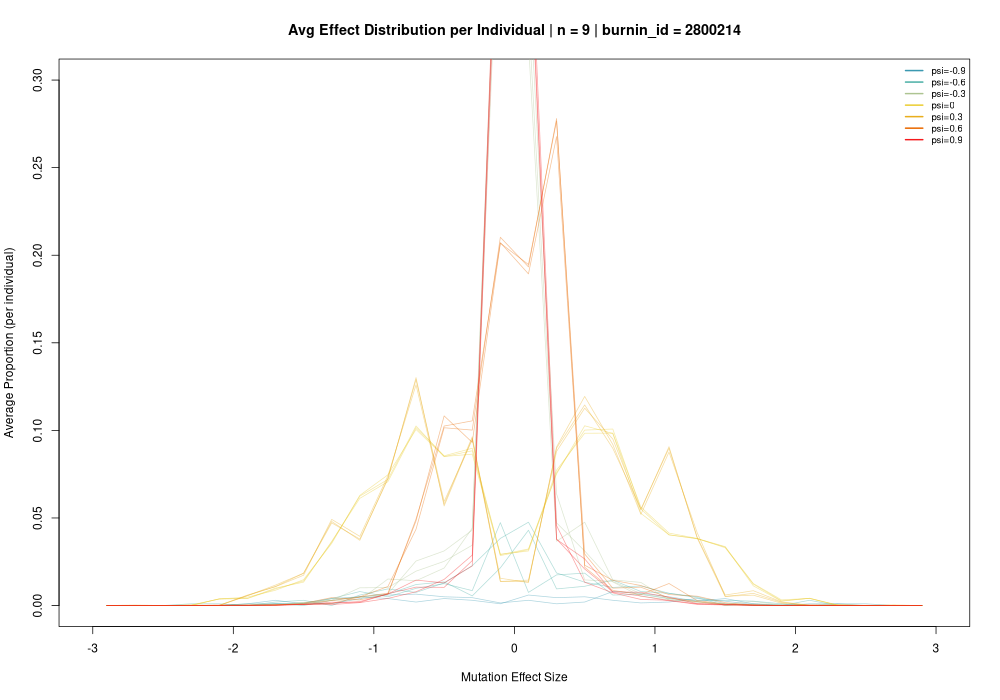 Avg Effect Distribution per Individual | n = 9 | burnin_id = 2800214
psi=-0.9
psi=-0.6
psi=-0.3
psi=0
psi=0.3
psi=0.6
psi=0.9
Average Proportion (per individual)
0.30
0.25
0.20
0.15
0.10
0.05
0.00
-3 -2 -1 0 1 2 3
Mutation Effect Size